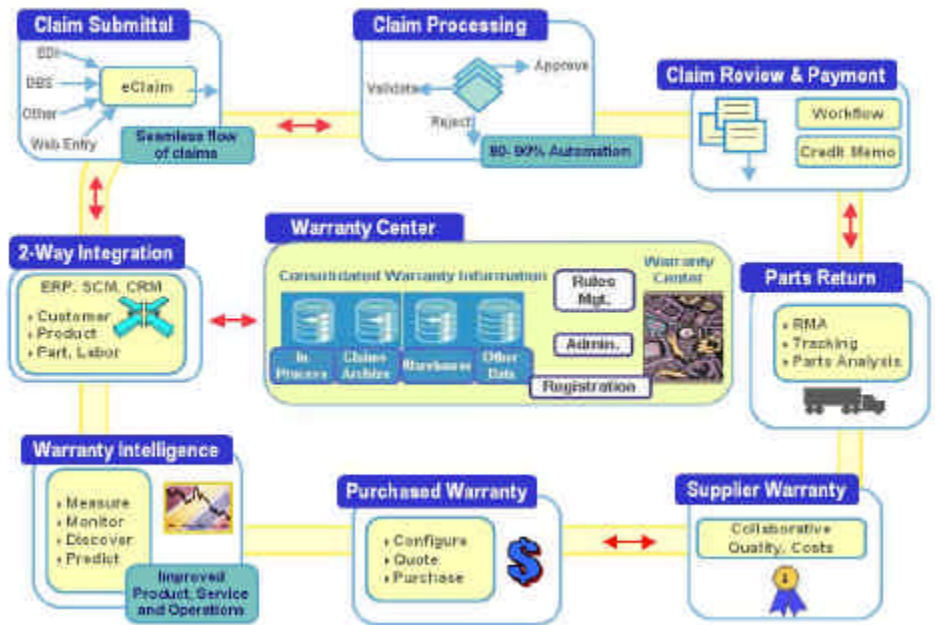 Claim Submittal
EDI
DBS
Other
Web Entry
eClaim
Seamless flow
of claims
Claim Processing
Validate
Approve
Reject
80- 90% Automation
Claim Review & Payment
Workflow
Credit Memo
2-Way Integration
ERP, SCM, CRM
Customer
Product
Part, Labor
Warranty Center
Consolidated Warranty Information
In
Process
Claims
Archive
Warehouses
Other
Data
Rules
Mgt.
Admin.
Registration
Warranty
Center
Parts Return
RMA
Tracking
Parts Analysis
Warranty Intelligence
Measure
Monitor
Discover
Predict
Improved
Product, Service
and Operations
Purchased Warranty
Configure
Quote
Purchase
$
Supplier Warranty
Collaborative
Quality, Costs
1